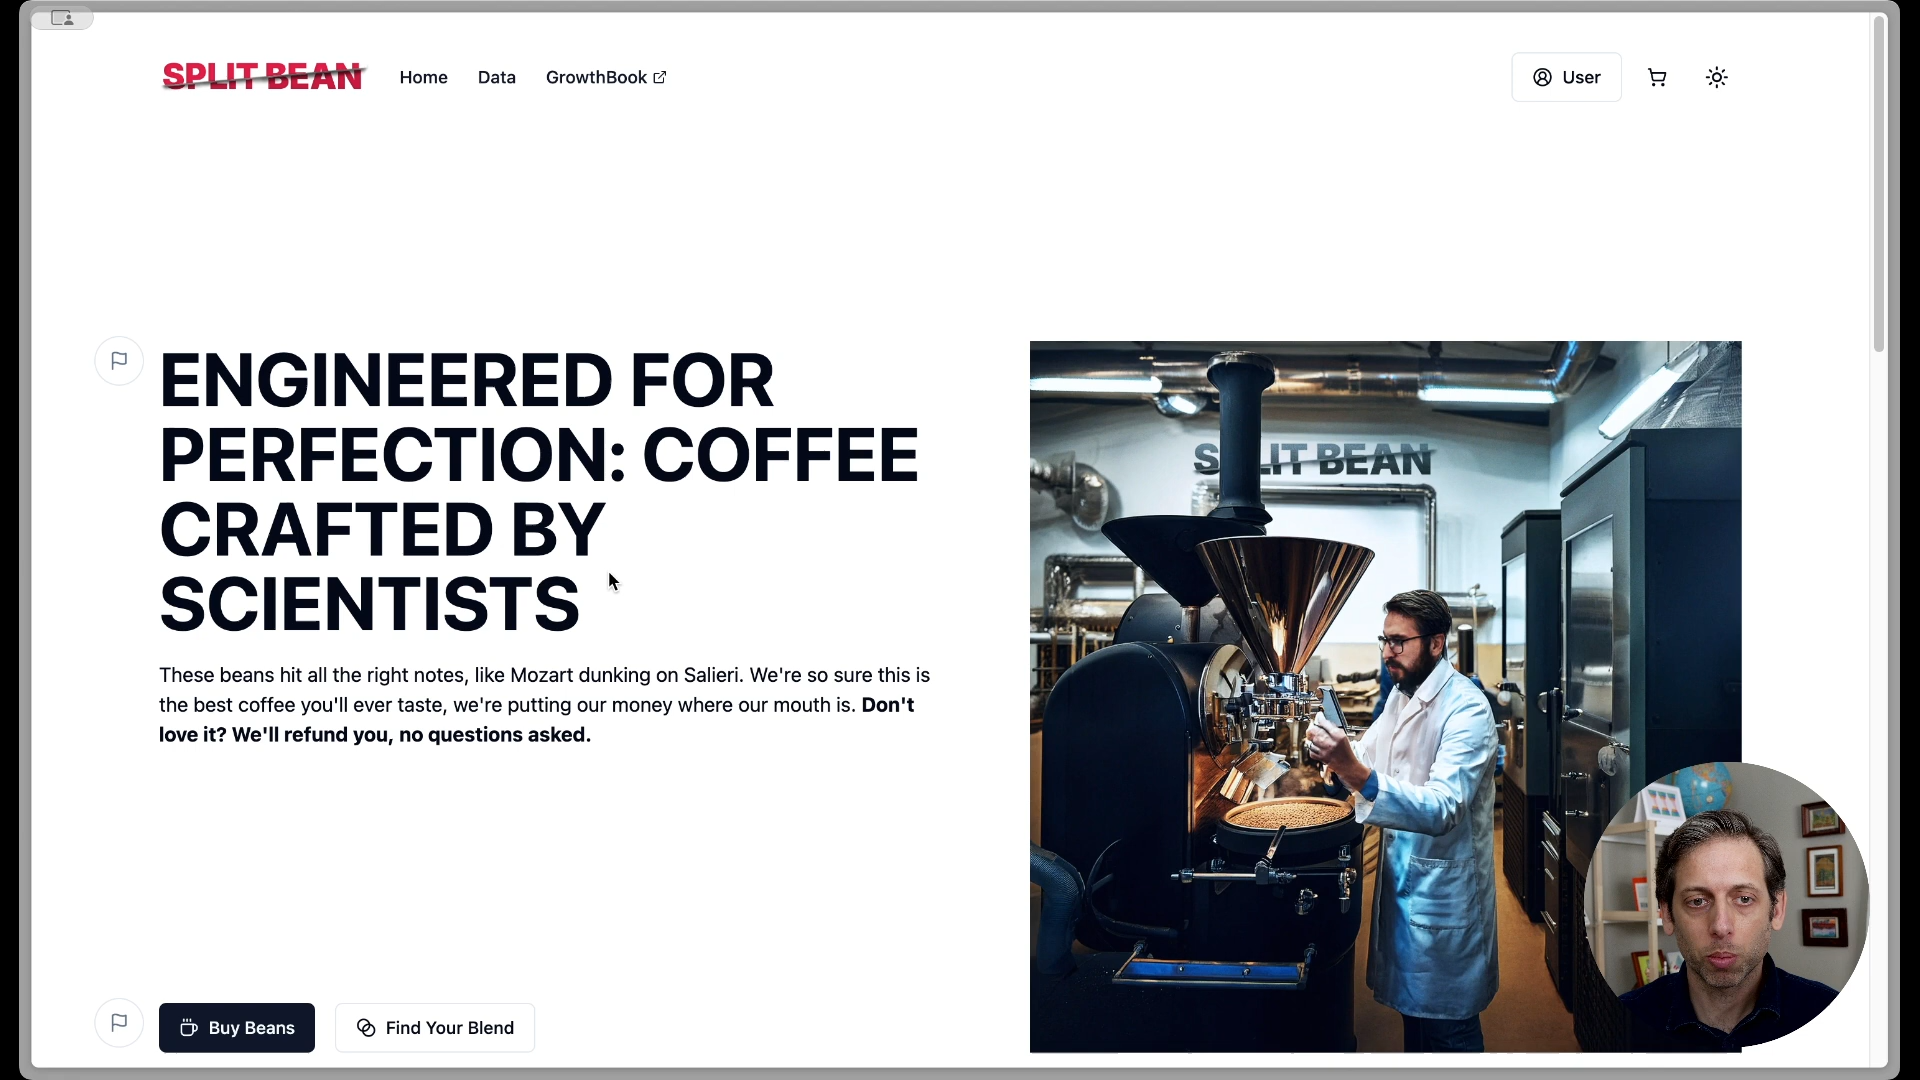 SPLIT BEAN
Home
Data
GrowthBook
User
ENGINEERED FOR
PERFECTION: COFFEE
CRAFTED BY
SCIENTISTS
These beans hit all the right notes, like Mozart dunking on Salieri. We're so sure this is
the best coffee you'll ever taste, we're putting our money where our mouth is. Don't
love it? We'll refund you, no questions asked.
SPLIT BEAN
Buy Beans
Find Your Blend